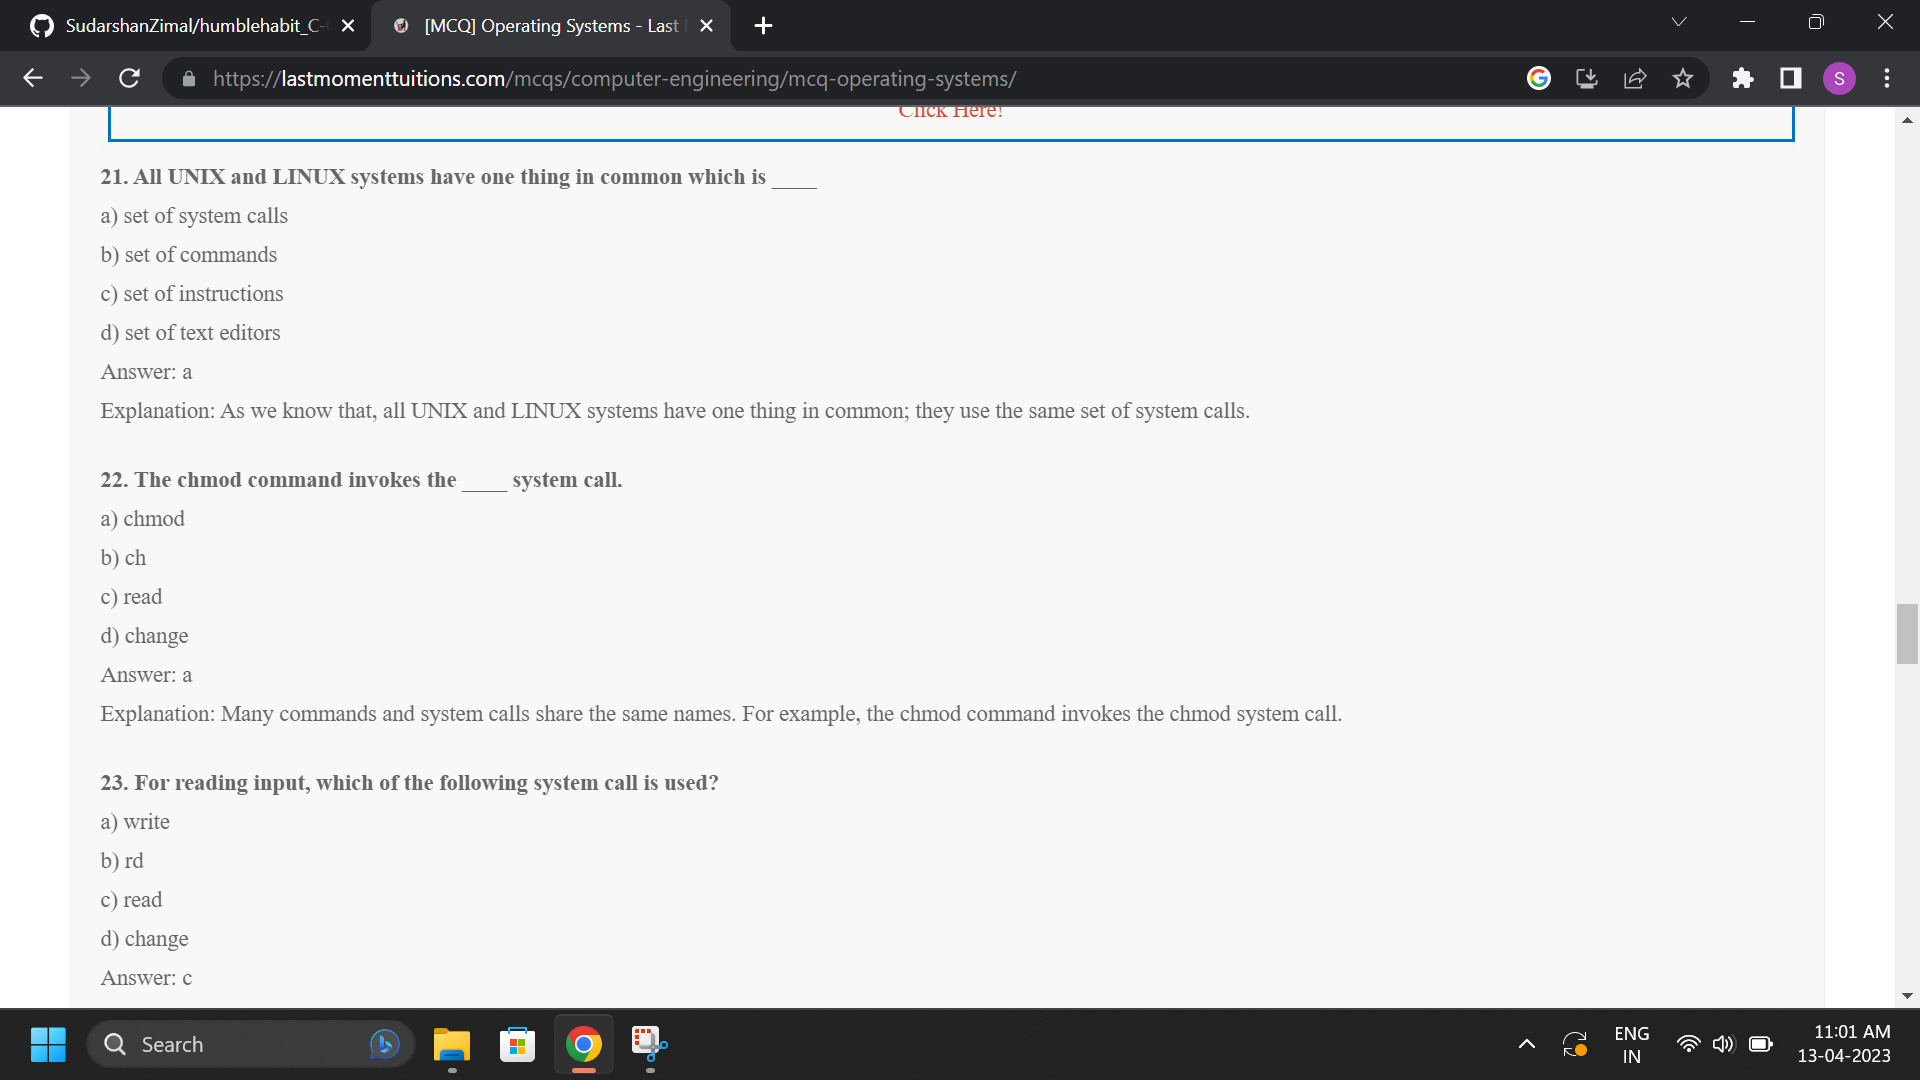 SudarshanZimal/humblehabit_C-
[MCQ] Operating Systems - Last
https://lastmomenttuitions.com/mcqs/computer-engineering/mcq-operating-systems/
S
Click Here!
21. All UNIX and LINUX systems have one thing in common which is ____
a) set of system calls
b) set of commands
c) set of instructions
d) set of text editors
Answer: a
Explanation: As we know that, all UNIX and LINUX systems have one thing in common; they use the same set of system calls.
22. The chmod command invokes the ____ system call.
a) chmod
b) ch
c) read
d) change
Answer: a
Explanation: Many commands and system calls share the same names. For example, the chmod command invokes the chmod system call.
23. For reading input, which of the following system call is used?
a) write
b) rd
c) read
d) change
Answer: c
Search
ENG
IN
11:01 AM
13-04-2023